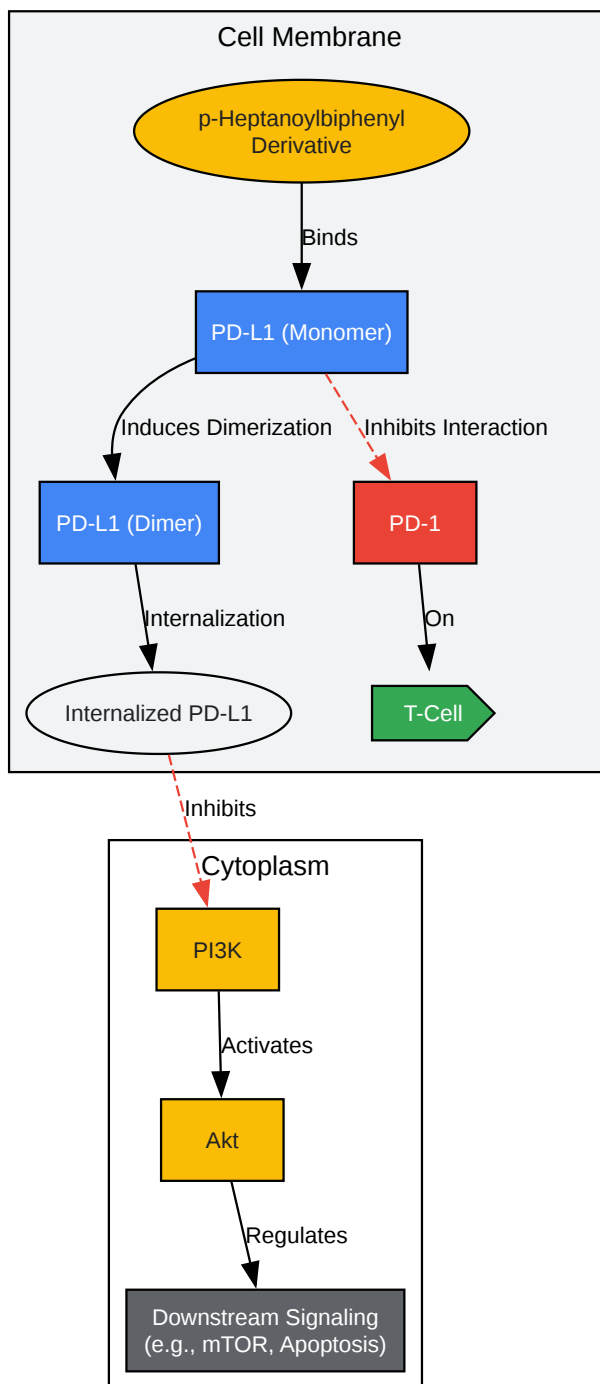 Cell Membrane
p-Heptanoylbiphenyl
Derivative
Binds
PD-L1 (Monomer)
Induces Dimerization
Inhibits Interaction
PD-L1 (Dimer)
PD-1
Internalization
On
Internalized PD-L1
T-Cell
Inhibits
Cytoplasm
PI3K
Activates
Akt
Regulates
Downstream Signaling
(e.g., mTOR, Apoptosis)